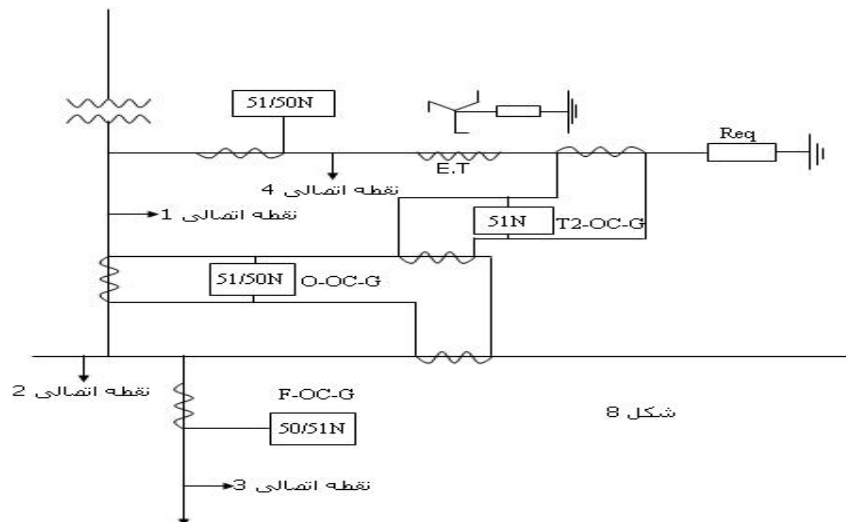 51/50N
Req
E.T
نقطه اتصالی 4
نقطه اتصالی 1
51N
T2-OC-G
51/50N
O-OC-G
نقطه اتصالی 2
F-OC-G
شکل 8
50/51N
نقطه اتصالی 3